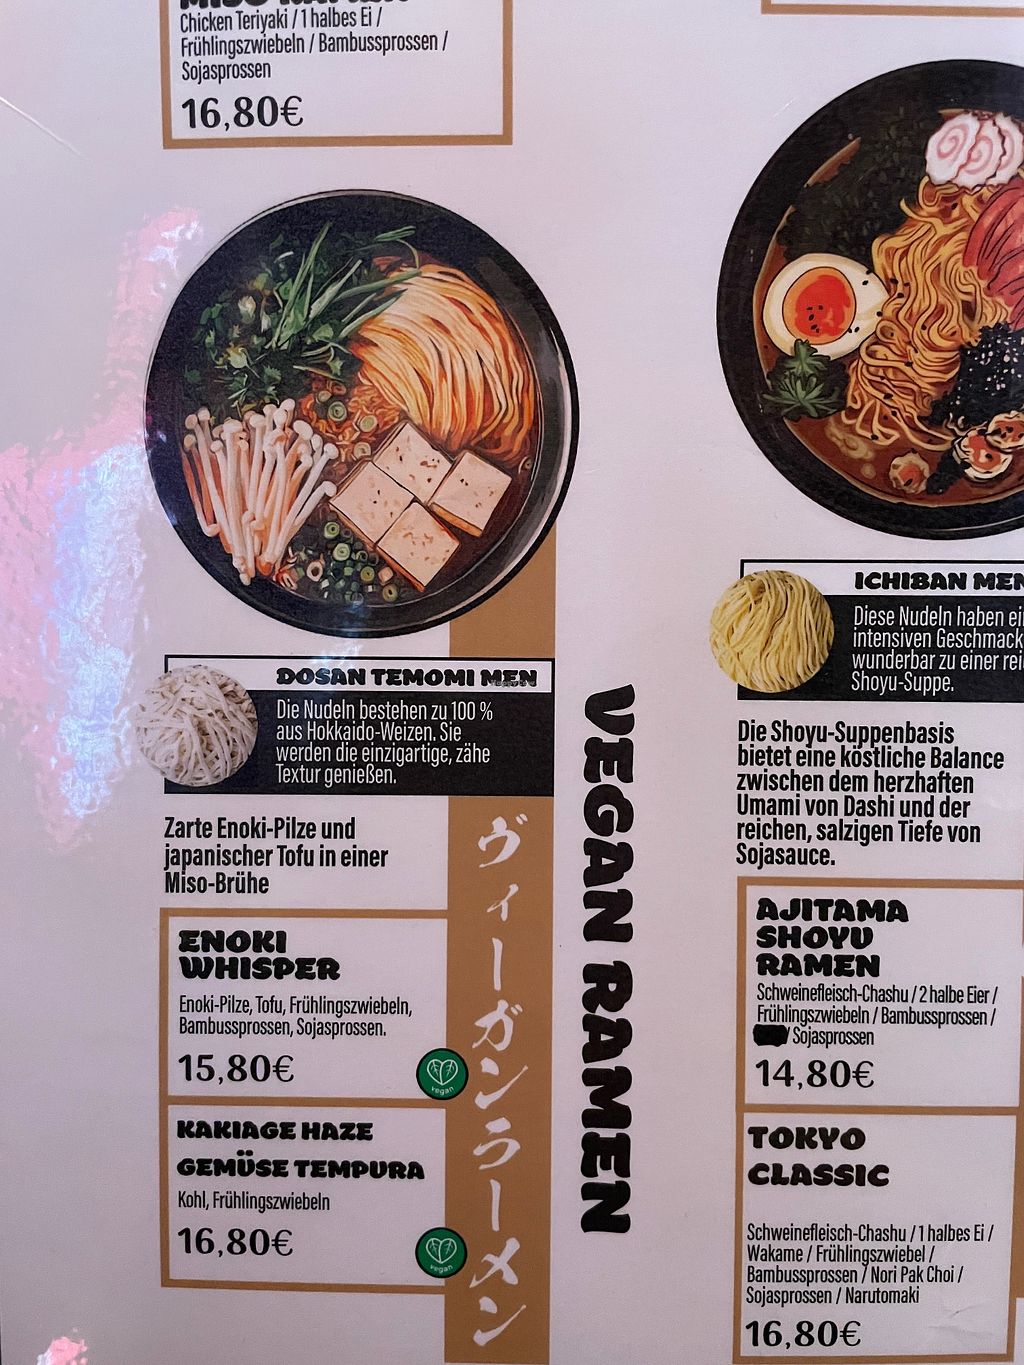 Chicken Teriyaki / 1 halbes Ei /
Frühlingszwiebeln / Bambussprossen /
Sojasprossen
16,80€
DOSAN TEMOMI MEN
Die Nudeln bestehen zu 100 %
aus Hokkaido-Weizen. Sie
werden die einzigartige, zähe
Textur genießen.
Zarte Enoki-Pilze und
japanischer Tofu in einer
Miso-Brühe
ENOKI
WHISPER
Enoki-Pilze, Tofu, Frühlingszwiebeln,
Bambussprossen, Sojasprossen.
15,80€
vegan
KAKIAGE HAZE
GEMÜSE TEMPURA
Kohl, Frühlingszwiebeln
16,80€
vegan
ヴィーガンラーメン
VEGAN RAMEN
ICHIBAN MEN
Diese Nudeln haben
intensiven Geschmack
wunderbar zu einer
Shoyu-Suppe.
Die Shoyu-Suppenbasis
bietet eine köstliche Balance
zwischen dem herzhaften
Umami von Dashi und der
reichen, salzigen Tiefe von
Sojasauce.
AJITAMA
SHOYU
RAMEN
Schweinefleisch-Chashu / 2 halbe Eier /
Frühlingszwiebeln / Bambussprossen /
/ Sojasprossen
14,80€
TOKYO
CLASSIC
Schweinefleisch-Chashu / 1 halbes Ei /
Wakame / Frühlingszwiebel /
Bambussprossen / Nori Pak Choi /
Sojasprossen / Narutomaki
16,80€